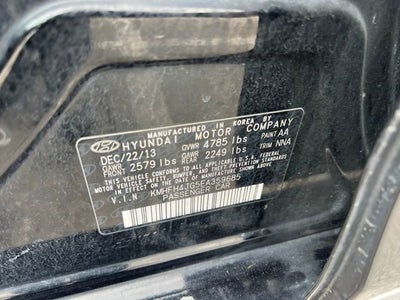 MANUFACTURED IN KOREA BY
HYUNDAI MOTOR COMPANY
DEC/22/13 GVWR 4785 lbs PAINT AA
GAWR FRONT 2579 lbs GAWR REAR 2249 lbs TRIM NNA
THIS VEHICLE CONFORMS TO ALL APPLICABLE U.S. FEDERAL
MOTOR VEHICLE SAFETY, BUMPER, AND THEFT PREVENTION STANDARDS
IN EFFECT ON THE DATE OF MANUFACTURE SHOWN ABOVE.
V.I.N
PASSENGER CAR